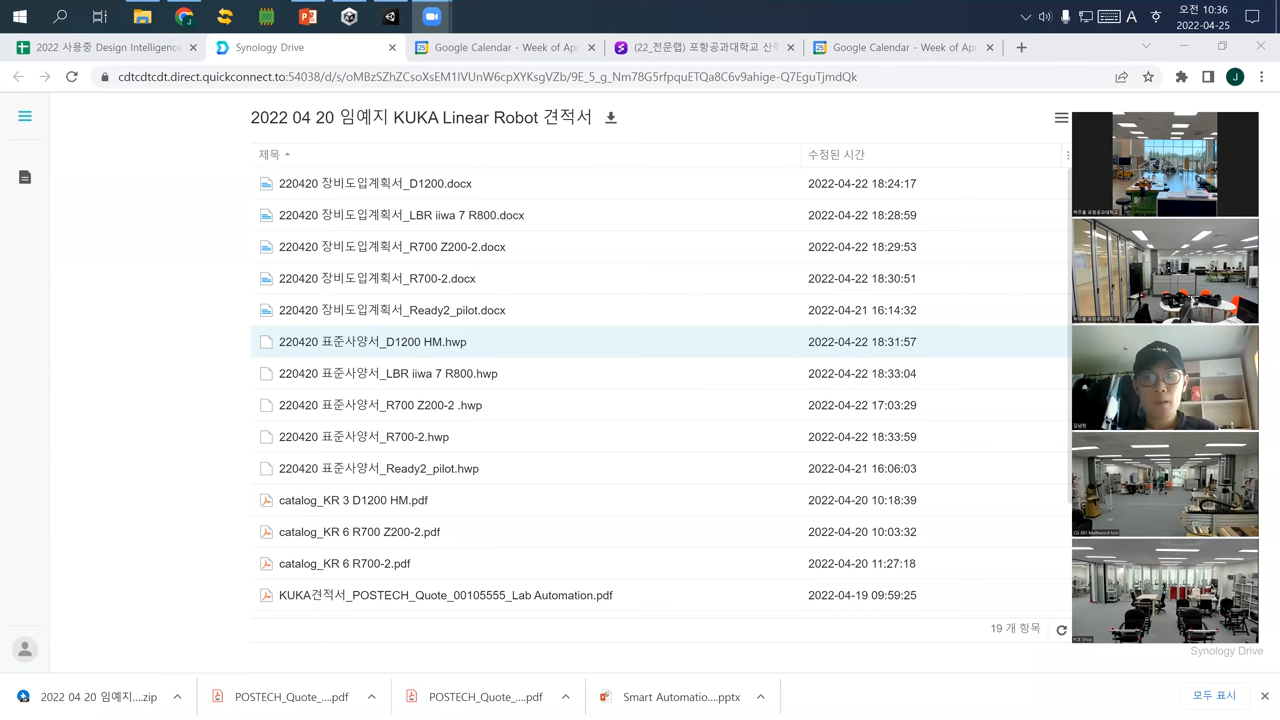 오전 10:36
2022-04-25
A
2022 사용중 Design Intelligence
Synology Drive
Google Calendar - Week of Apr
(22_전문랩) 포항공과대학교 산학
Google Calendar - Week of Apr
cdtcdtcdt.direct.quickconnect.to:54038/d/s/oMBzSZhZCsoXsEM1lVUnW6cpXYKsgVZb/9E_5_g_Nm78G5rfpquETQa8C6v9ahige-Q7EguTjmdQk
J
2022 04 20 임예지 KUKA Linear Robot 견적서
제목 수정된 시간
220420 장비도입계획서_D1200.docx 2022-04-22 18:24:17
220420 장비도입계획서_LBR iiwa 7 R800.docx 2022-04-22 18:28:59
220420 장비도입계획서_R700 Z200-2.docx 2022-04-22 18:29:53
220420 장비도입계획서_R700-2.docx 2022-04-22 18:30:51
220420 장비도입계획서_Ready2_pilot.docx 2022-04-21 16:14:32
220420 표준사양서_D1200 HM.hwp 2022-04-22 18:31:57
220420 표준사양서_LBR iiwa 7 R800.hwp 2022-04-22 18:33:04
220420 표준사양서_R700 Z200-2 .hwp 2022-04-22 17:03:29
220420 표준사양서_R700-2.hwp 2022-04-22 18:33:59
220420 표준사양서_Ready2_pilot.hwp 2022-04-21 16:06:03
catalog_KR 3 D1200 HM.pdf 2022-04-20 10:18:39
catalog_KR 6 R700 Z200-2.pdf 2022-04-20 10:03:32
catalog_KR 6 R700-2.pdf 2022-04-20 11:27:18
KUKA견적서_POSTECH_Quote_00105555_Lab Automation.pdf 2022-04-19 09:59:25
19 개 항목
Synology Drive
2022 04 20 임예지....zip
POSTECH_Quote_....pdf
POSTECH_Quote_....pdf
Smart Automatio....pptx
모두 표시